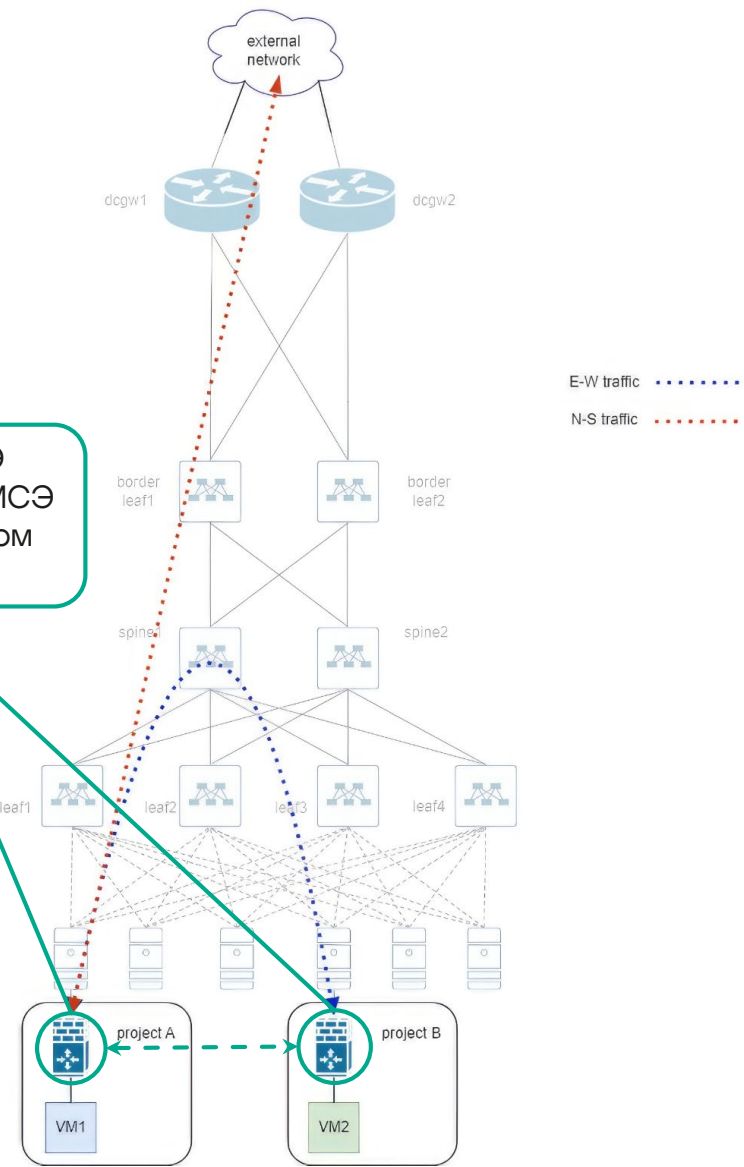 external
network
dcgw1
dcgw2
E-W traffic
N-S traffic
Э
МСЭ
ом
border
leaf1
border
leaf2
spine1
spine2
leaf1
leaf2
leaf3
leaf4
project A
project B
VM1
VM2